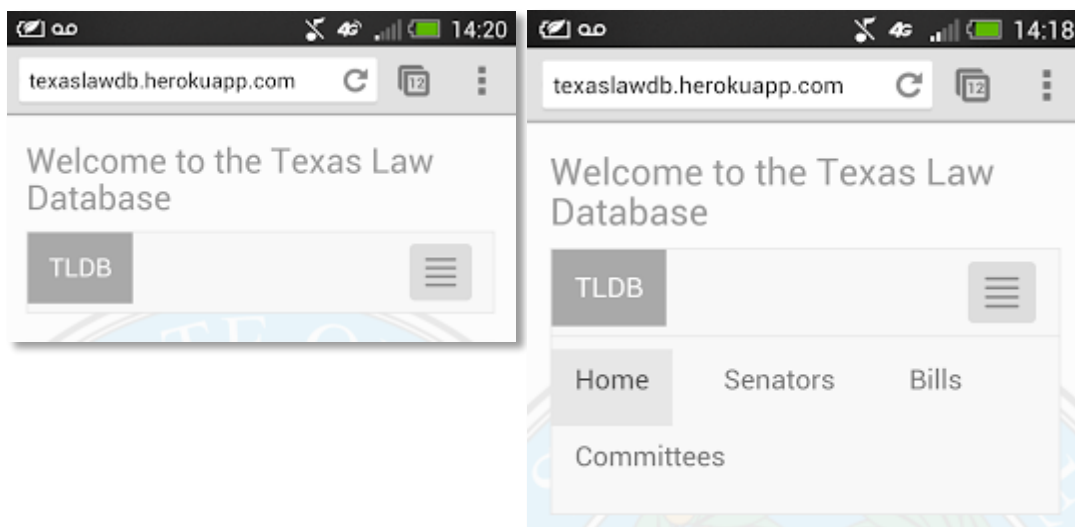 14:20
texaslawdb.herokuapp.com
12
Welcome to the Texas Law
Database
TLDB
TE O
14:18
texaslawdb.herokuapp.com
12
Welcome to the Texas Law
Database
TLDB
Home Senators Bills
Committees